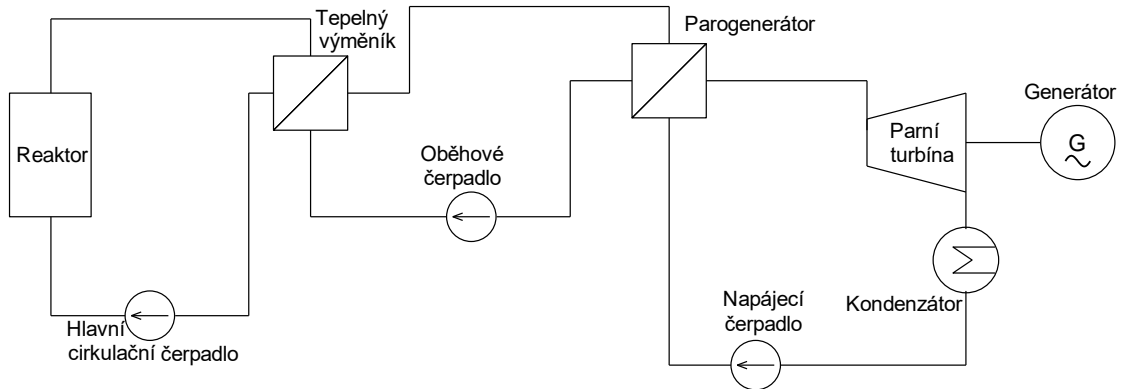 Tepelný
výměník
Parogenerátor
Generátor
Reaktor
Parní
turbína
G
Oběhové
čerpadlo
Kondenzátor
Napájecí
čerpadlo
Hlavní
cirkulační čerpadlo